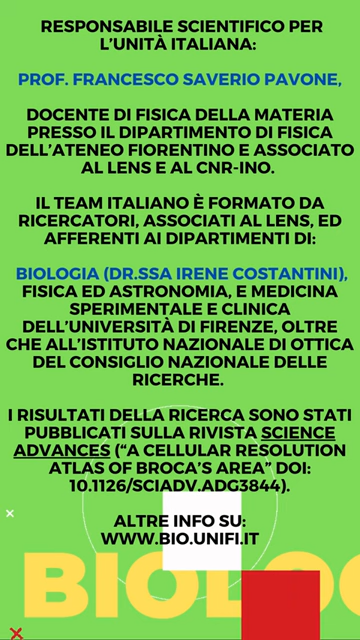 RESPONSABILE SCIENTIFICO PER
L'UNITÀ ITALIANA:
PROF. FRANCESCO SAVERIO PAVONE,
DOCENTE DI FISICA DELLA MATERIA
PRESSO IL DIPARTIMENTO DI FISICA
DELL'ATENEO FIORENTINO E ASSOCIATO
AL LENS E AL CNR-INO.
IL TEAM ITALIANO È FORMATO DA
RICERCATORI, ASSOCIATI AL LENS, ED
AFFERENTI AI DIPARTIMENTI DI:
BIOLOGIA (DR.SSA IRENE COSTANTINI),
FISICA ED ASTRONOMIA, E MEDICINA
SPERIMENTALE E CLINICA
DELL'UNIVERSITÀ DI FIRENZE, OLTRE
CHE ALL'ISTITUTO NAZIONALE DI OTTICA
DEL CONSIGLIO NAZIONALE DELLE
RICERCHE.
I RISULTATI DELLA RICERCA SONO STATI
PUBBLICATI SULLA RIVISTA SCIENCE
ADVANCES ("A CELLULAR RESOLUTION
ATLAS OF BROCA'S AREA" DOI:
10.1126/SCIADV.ADG3844).
ALTRE INFO SU:
WWW.BIO.UNIFI.IT
BIOLOG